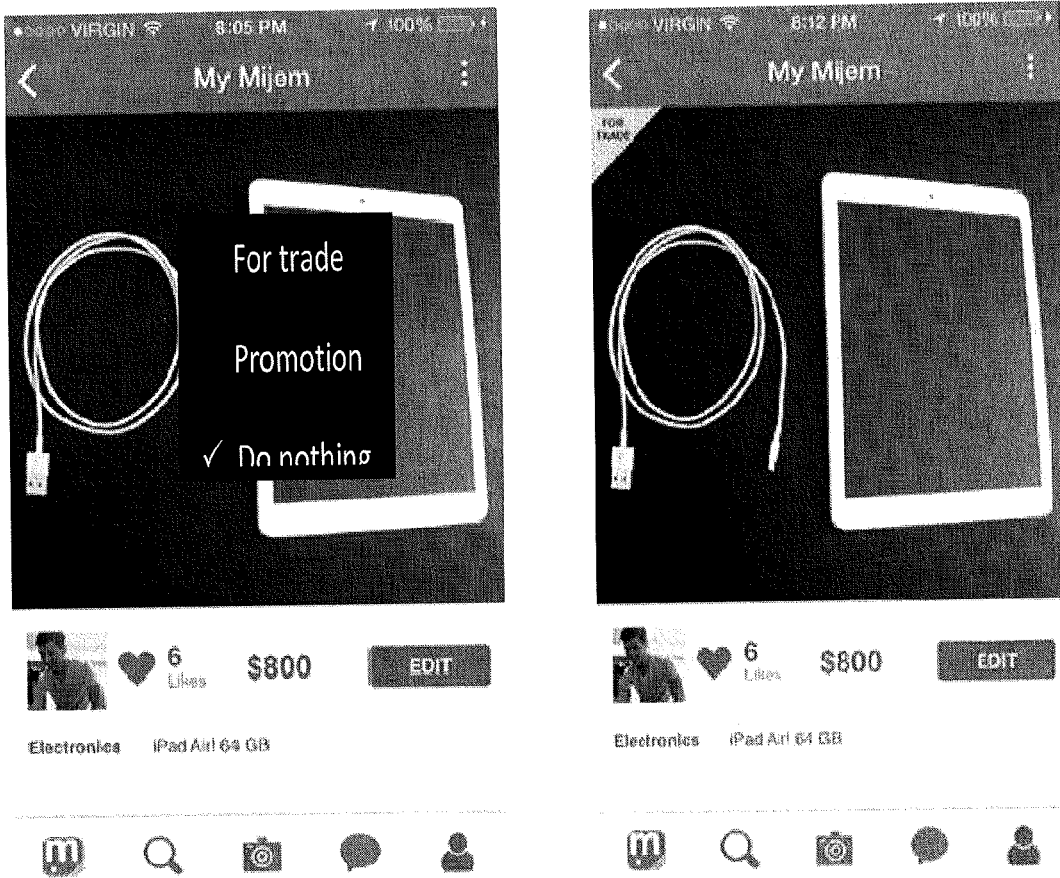 VIRGIN 8:05 PM 100%
My Mijem
For trade
Promotion
✓ Do nothing
6
Likes
$800
EDIT
Electronics iPad Air! 64 GB
m
VIRGIN 8:12 PM 100%
My Mijem
FOR
TRADE
6
Likes
$800
EDIT
Electronics iPad Air! 64 GB
m